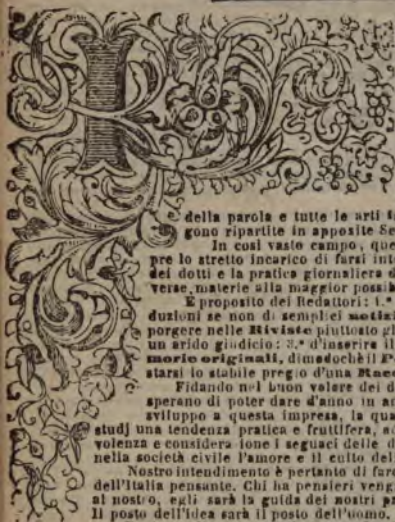 R
della parola e tutte le arti
gono ripartite in apposite
In così vasto campo, que
pre lo stretto incarico di farsi int
dei dotti e la pratica giornaliera d
verse, materie alla maggior possib
È proposito dei Redattori: 1.°
duzioni se non di semplici notizi
porgere nelle Riviste piuttosto gl
un arido giudicio: 3.° d'inserire il
morie originali, dimodochè il P
starsi lo stabile pregio d'una Racc
Fidando nel buon volere dei d
sperano di poter dare d'anno in an
sviluppo a questa impresa, la qua
studj una tendenza pratica e fruttifera, ac
volenza e considerazione i seguaci delle d
nella società civile l'amore e il culto del
Nostro intendimento è pertanto di fare
dell'Italia pensante. Chi ha pensieri veng
al nostro, egli sarà la guida dei nostri pa
Il posto dell'idea sarà il posto dell'uomo.